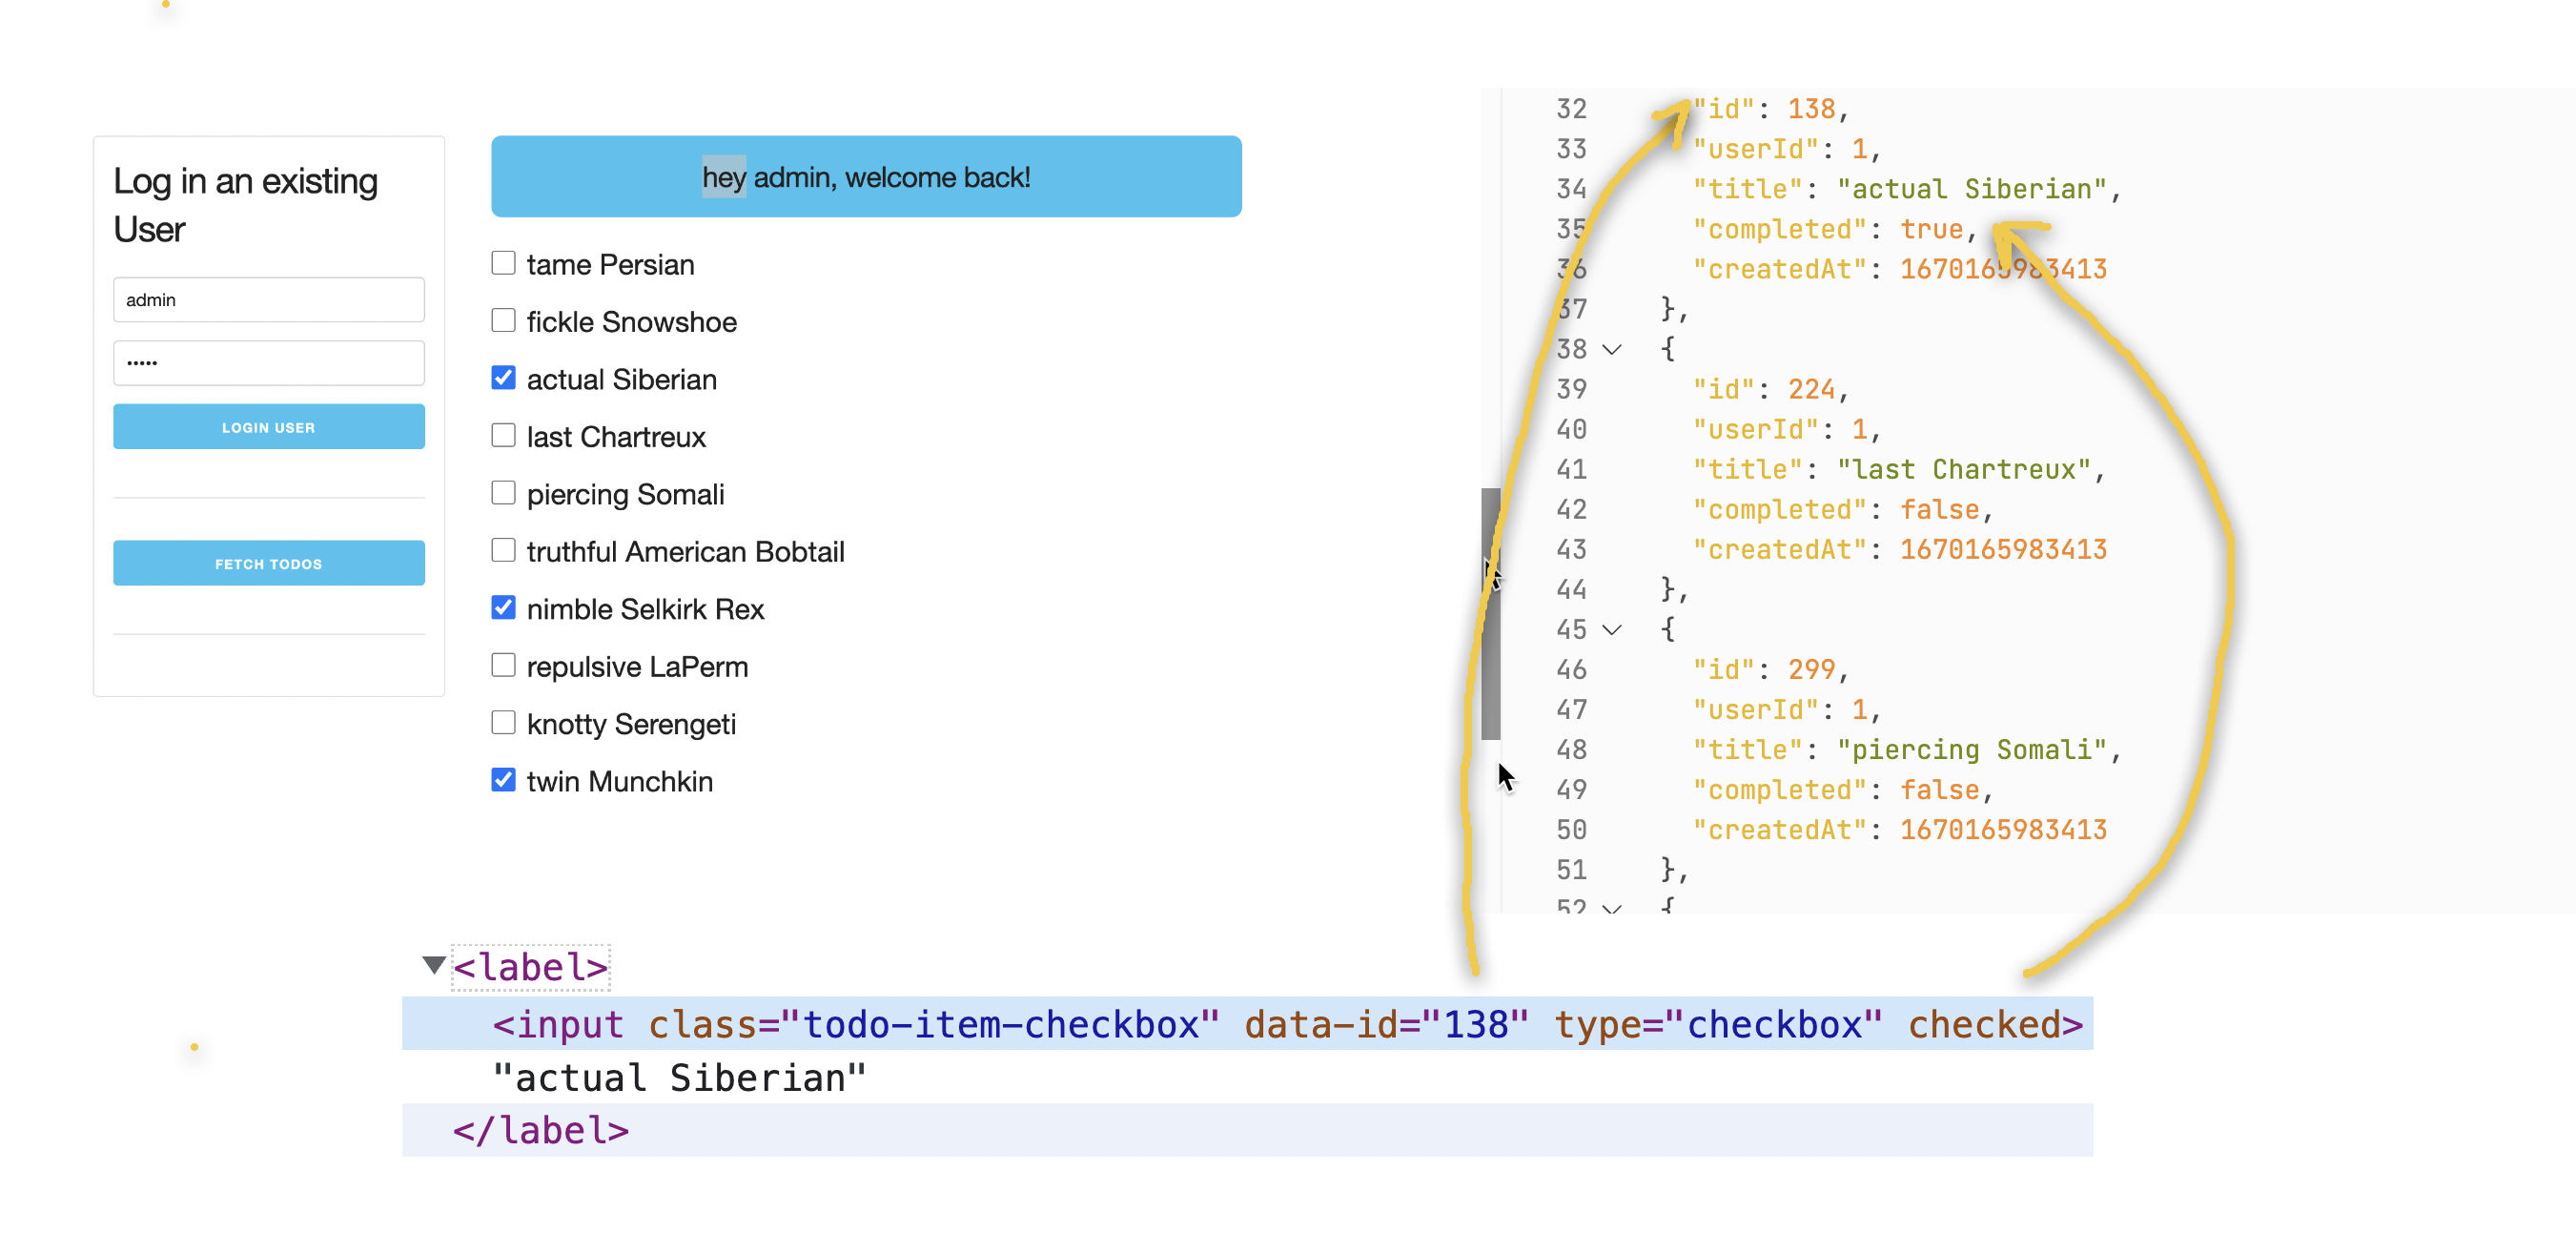 Log in an existing
User
admin
•••••
LOGIN USER
FETCH TODOS
hey admin, welcome back!
tame Persian
fickle Snowshoe
actual Siberian
last Chartreux
piercing Somali
truthful American Bobtail
nimble Selkirk Rex
repulsive LaPerm
knotty Serengeti
twin Munchkin
32 "id": 138,
33 "userId": 1,
34 "title": "actual Siberian",
35 "completed": true,
36 "createdAt": 1670165983413
37 },
38 {
39 "id": 224,
40 "userId": 1,
41 "title": "last Chartreux",
42 "completed": false,
43 "createdAt": 1670165983413
44 },
45 {
46 "id": 299,
47 "userId": 1,
48 "title": "piercing Somali",
49 "completed": false,
50 "createdAt": 1670165983413
51 },
52 {
<label>
<input class="todo-item-checkbox" data-id="138" type="checkbox" checked>
"actual Siberian"
</label>